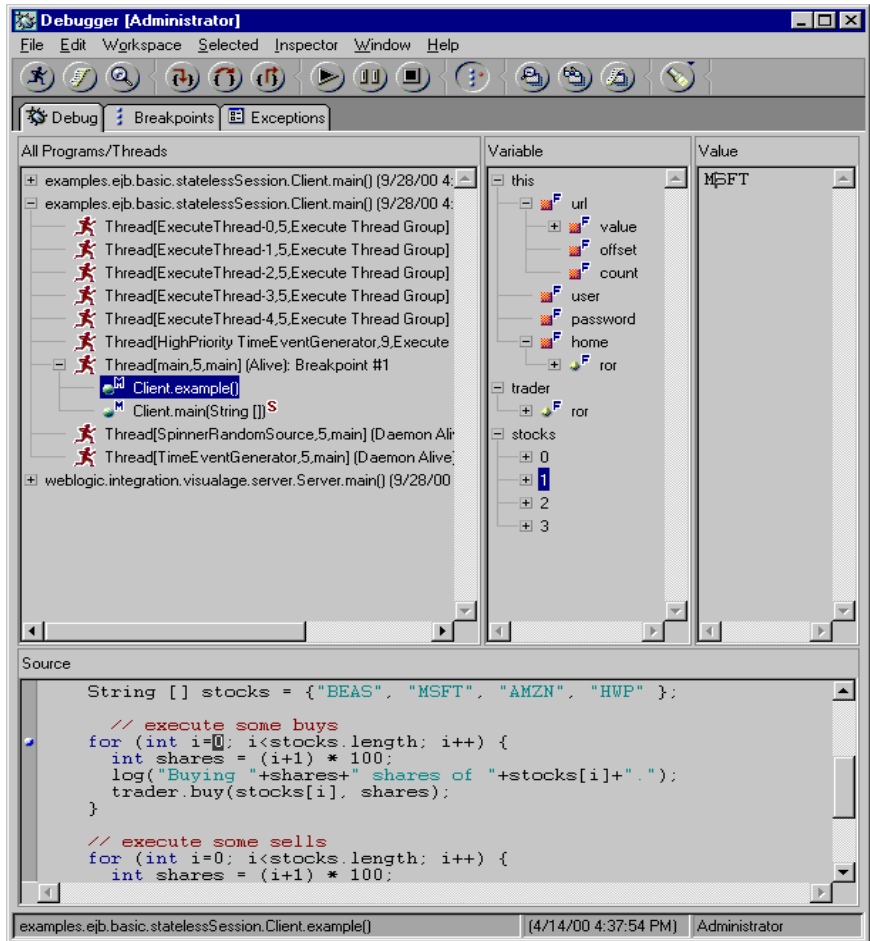 Debugger [Administrator]
File Edit Workspace Selected Inspector Window Help
Debug Breakpoints Exceptions
All Programs/Threads
examples.ejb.basic.statelessSession.Client.main() (9/28/00 4:
examples.ejb.basic.statelessSession.Client.main() (9/28/00 4:
Thread[ExecuteThread-0,5,Execute Thread Group]
Thread[ExecuteThread-1,5,Execute Thread Group]
Thread[ExecuteThread-2,5,Execute Thread Group]
Thread[ExecuteThread-3,5,Execute Thread Group]
Thread[ExecuteThread-4,5,Execute Thread Group]
Thread[HighPriority TimeEventGenerator,9,Execute
Thread[main,5,main] (Alive): Breakpoint #1
M Client.example()
M Client.main(String []) S
Thread[SpinnerRandomSource,5,main] (Daemon Ali
Thread[TimeEventGenerator,5,main] (Daemon Alive)
weblogic.integration.visualage.server.Server.main() (9/28/00
Variable
this
F url
F value
F offset
F count
F user
F password
F home
F ror
trader
F ror
stocks
0
1
2
3
Value
MSFT
Source
String [] stocks = {"BEAS", "MSFT", "AMZN", "HWP" };
// execute some buys
for (int i=0; i<stocks.length; i++) {
int shares = (i+1) * 100;
log("Buying "+shares+" shares of "+stocks[i]+".");
trader.buy(stocks[i], shares);
}
// execute some sells
for (int i=0; i<stocks.length; i++) {
int shares = (i+1) * 100;
examples.ejb.basic.statelessSession.Client.example() (4/14/00 4:37:54 PM) Administrator